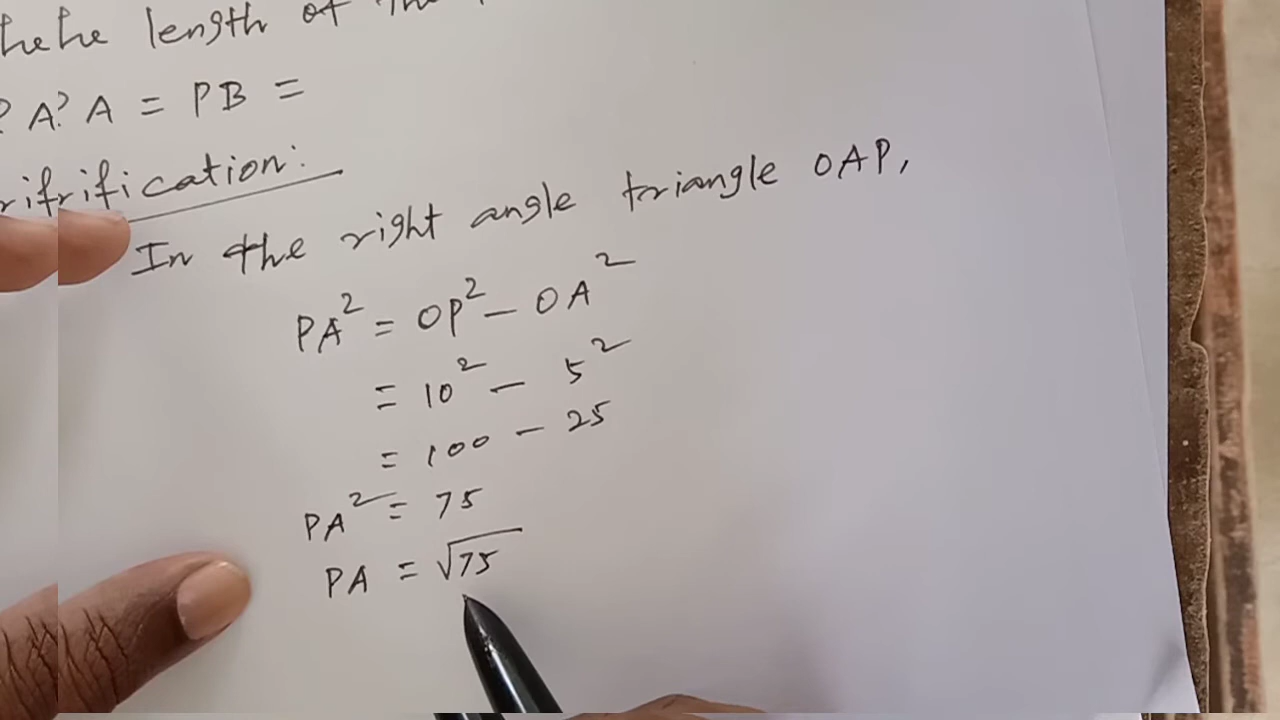 length of the
A = PB =
rification:
In the right angle triangle OAP,
PA² = OP² - OA²
= 10² - 5²
= 100 - 25
PA² = 75
PA = √75